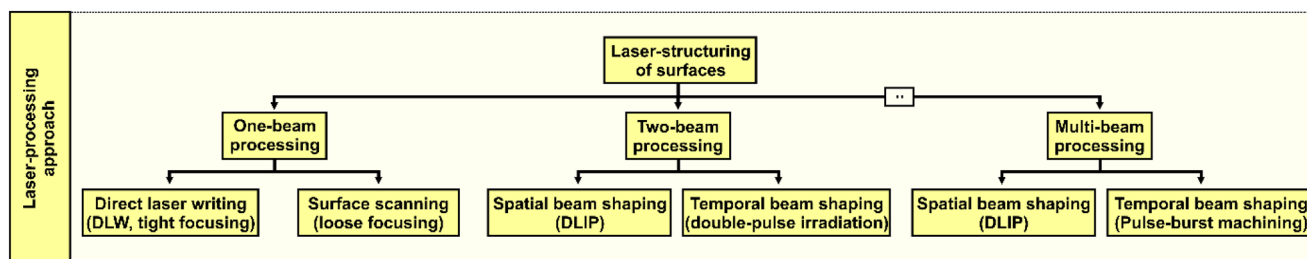 Laser-processing
approach
Laser-structuring
of surfaces
..
One-beam
processing
Two-beam
processing
Multi-beam
processing
Direct laser writing
(DLW, tight focusing)
Surface scanning
(loose focusing)
Spatial beam shaping
(DLIP)
Temporal beam shaping
(double-pulse irradiation)
Spatial beam shaping
(DLIP)
Temporal beam shaping
(Pulse-burst machining)